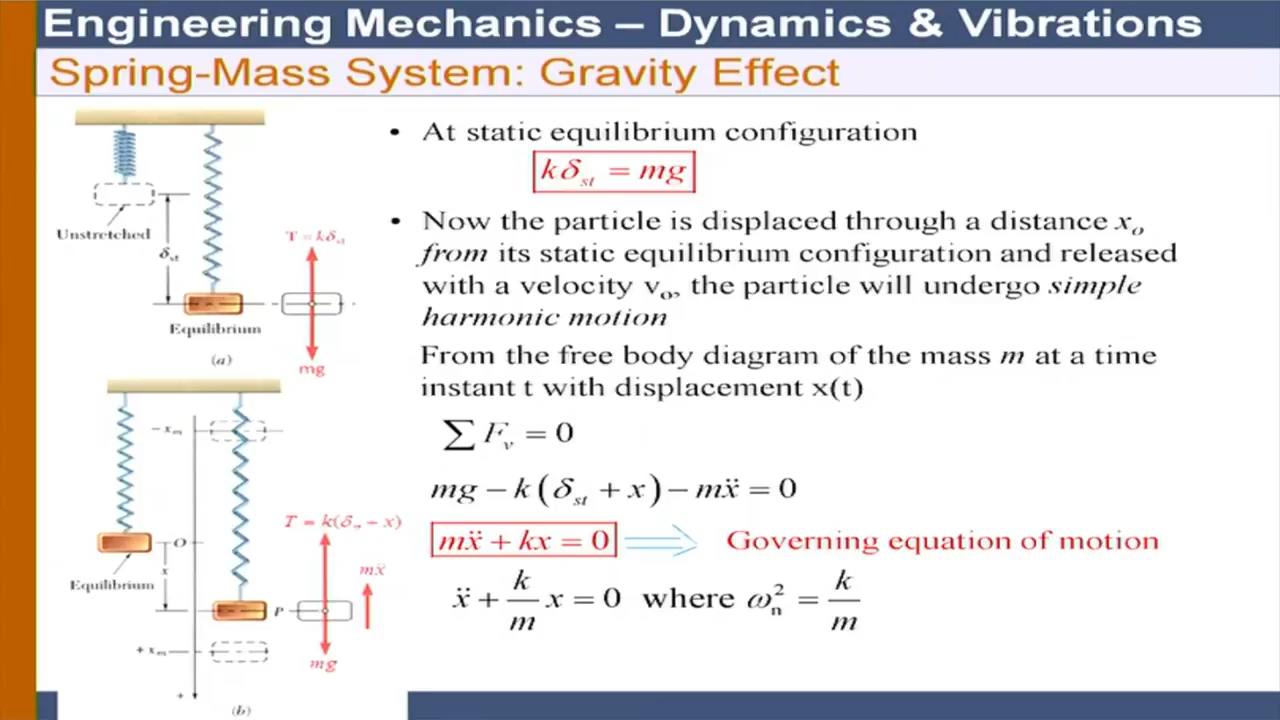 Engineering Mechanics – Dynamics & Vibrations
Spring-Mass System: Gravity Effect
• At static equilibrium configuration
kδst = mg
• Now the particle is displaced through a distance xo
from its static equilibrium configuration and released
with a velocity vo, the particle will undergo simple
harmonic motion
From the free body diagram of the mass m at a time
instant t with displacement x(t)
∑ Fv = 0
mg − k(δst + x) − mẍ = 0
mẍ + kx = 0
Governing equation of motion
ẍ + k/m x = 0 where ωn² = k/m
Unstretched
δst
T = kδst
Equilibrium
(a)
mg
− xm
O
x
Equilibrium
P
+ xm
+
(b)
mẍ
mg